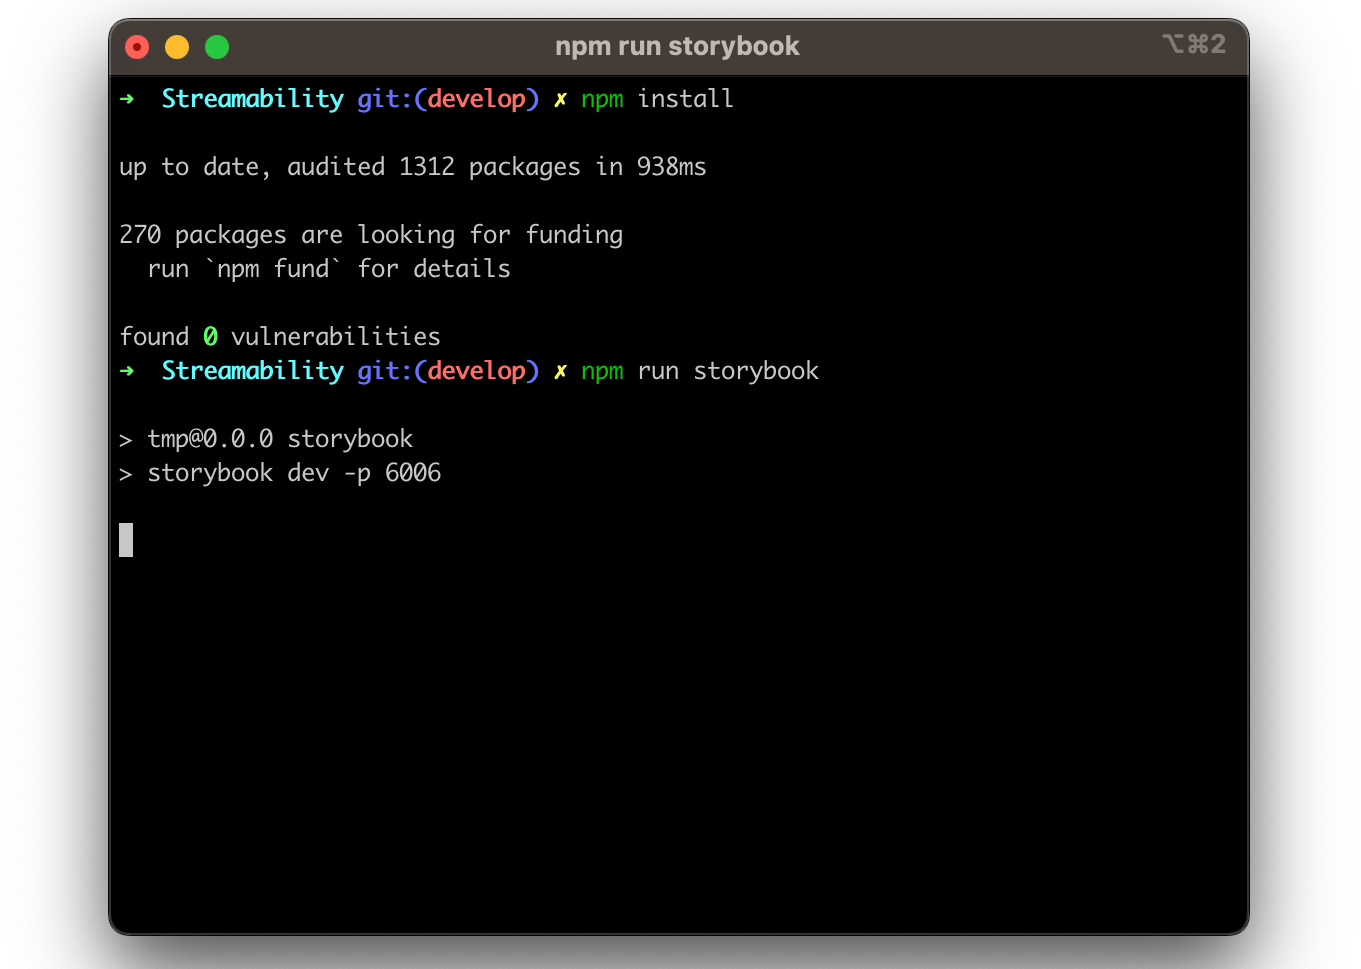 npm run storybook
⌥⌘2
➜  Streamability git:(develop) ✗ npm install
up to date, audited 1312 packages in 938ms
270 packages are looking for funding
  run `npm fund` for details
found 0 vulnerabilities
➜  Streamability git:(develop) ✗ npm run storybook
> tmp@0.0.0 storybook
> storybook dev -p 6006